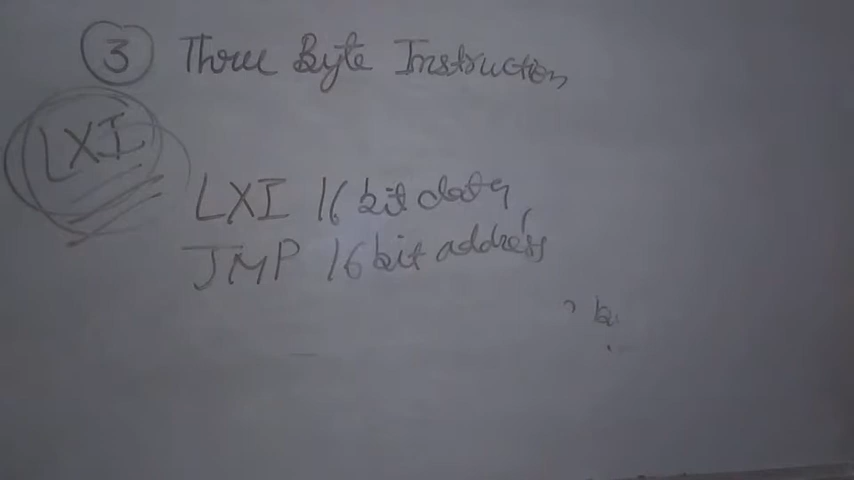 ③ Three Byte Instruction
LXI
LXI 16 bit data
JMP 16 bit address